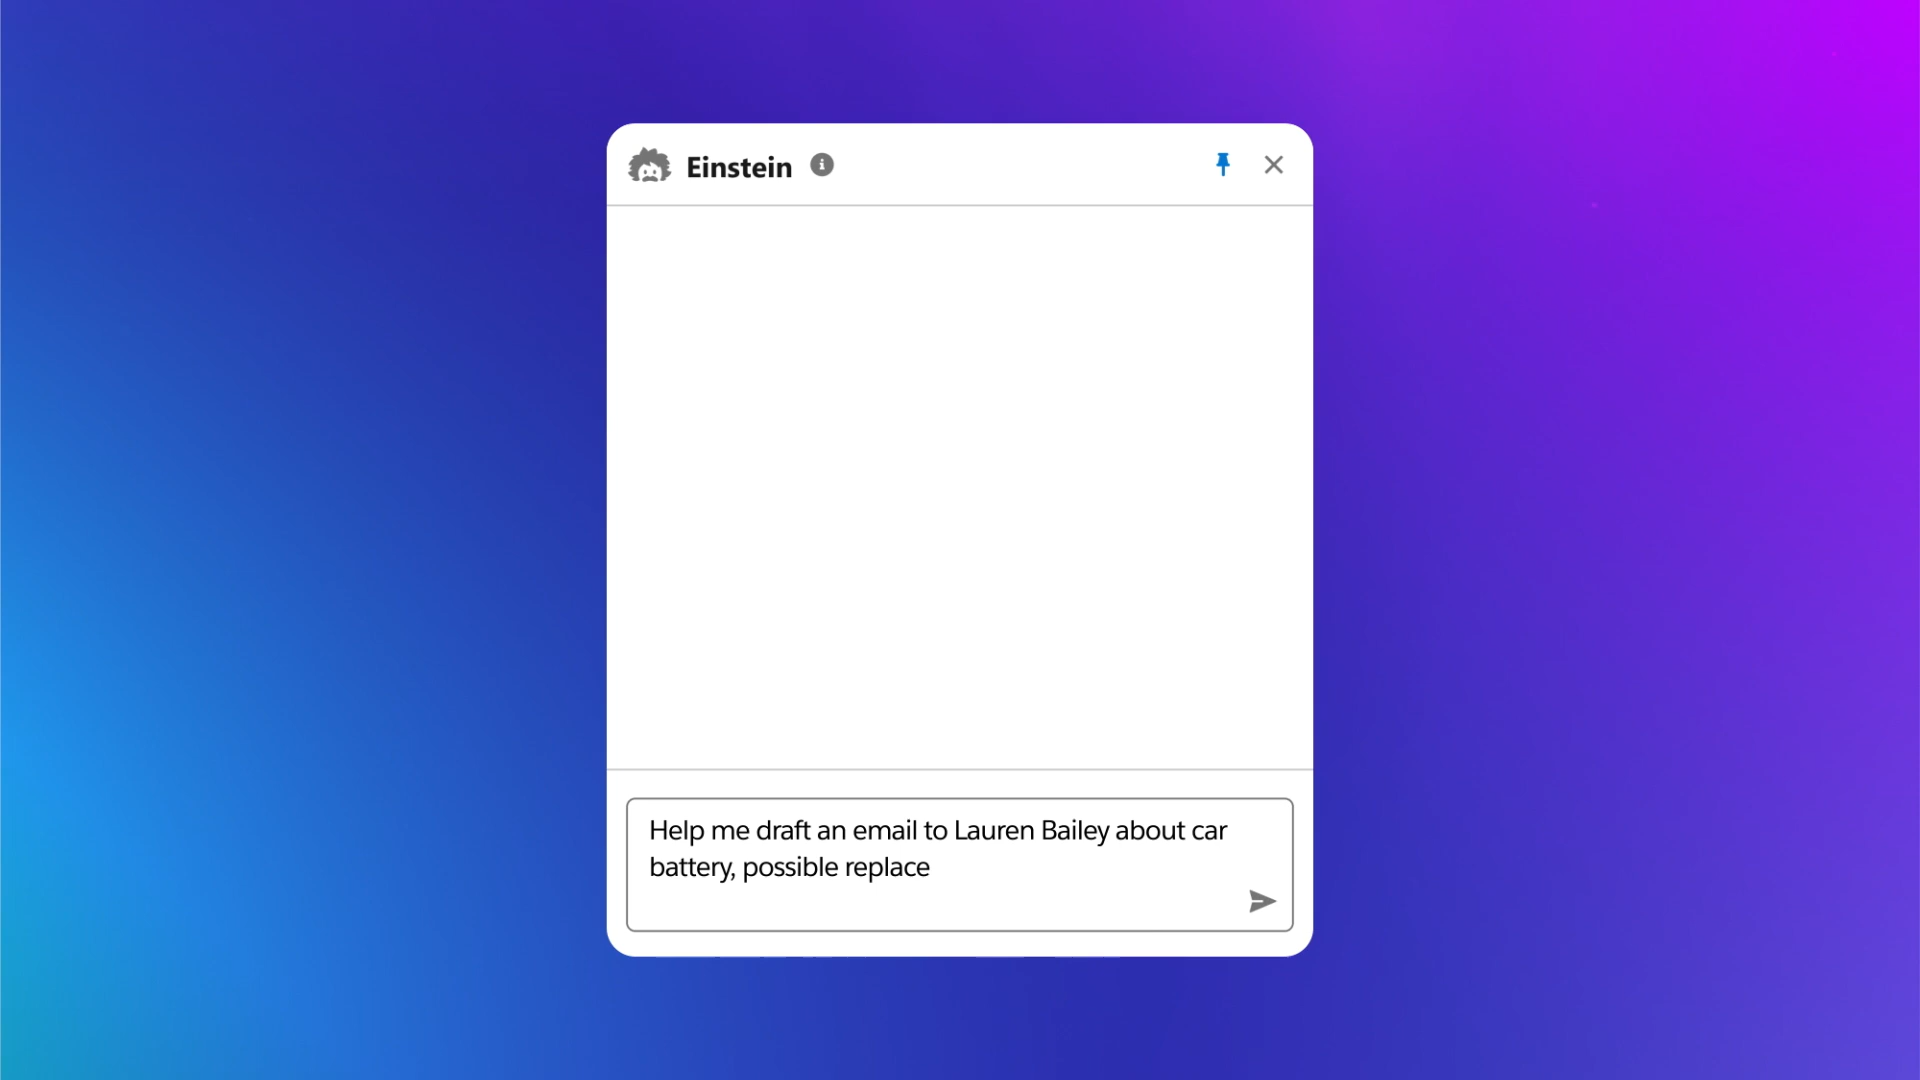 Einstein
Help me draft an email to Lauren Bailey about car
battery, possible replace